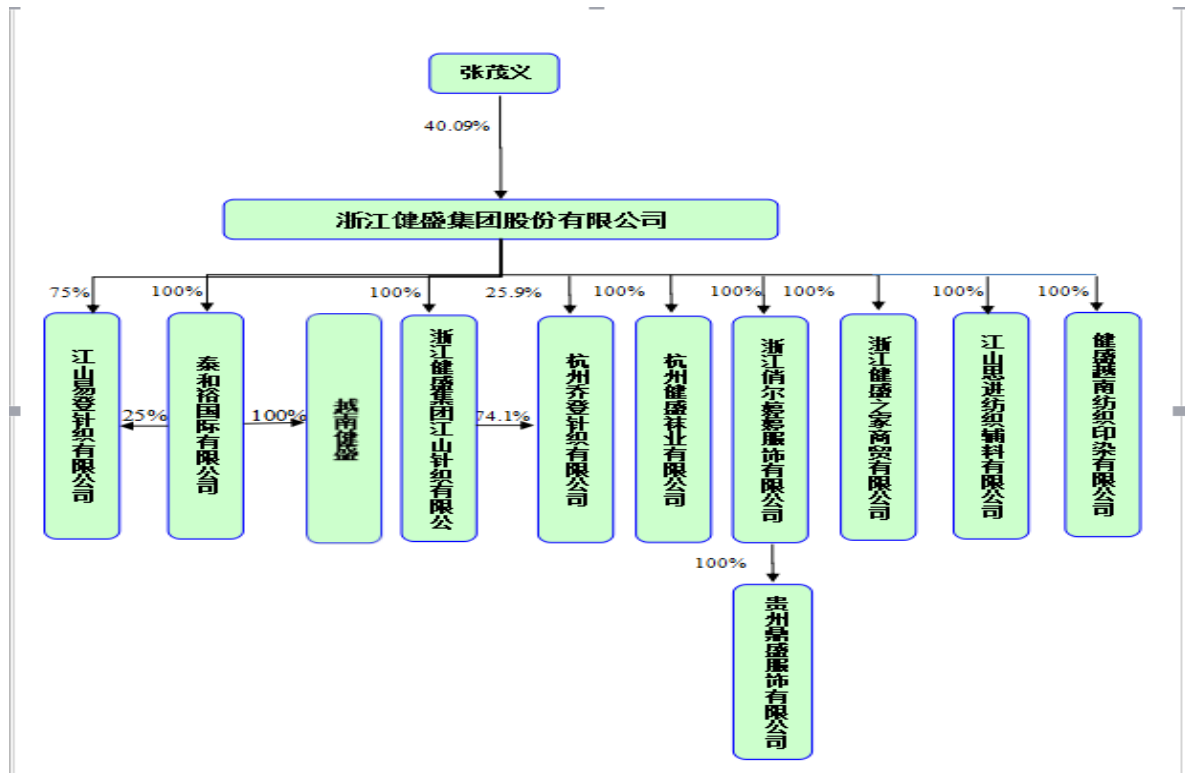 张茂义
40.09%
浙江健盛集团股份有限公司
75%
100%
100%
25.9%
100%
100%
100%
100%
100%
江山易登针织有限公司
25%
泰和裕国际有限公司
100%
越南健盛
浙江健盛集团江山针织有限公
74.1%
杭州乔登针织有限公司
杭州健盛袜业有限公司
浙江俏尔婷婷服饰有限公司
浙江健盛之家商贸有限公司
江山思进纺织辅料有限公司
健盛越南纺织印染有限公司
100%
贵州鼎盛服饰有限公司